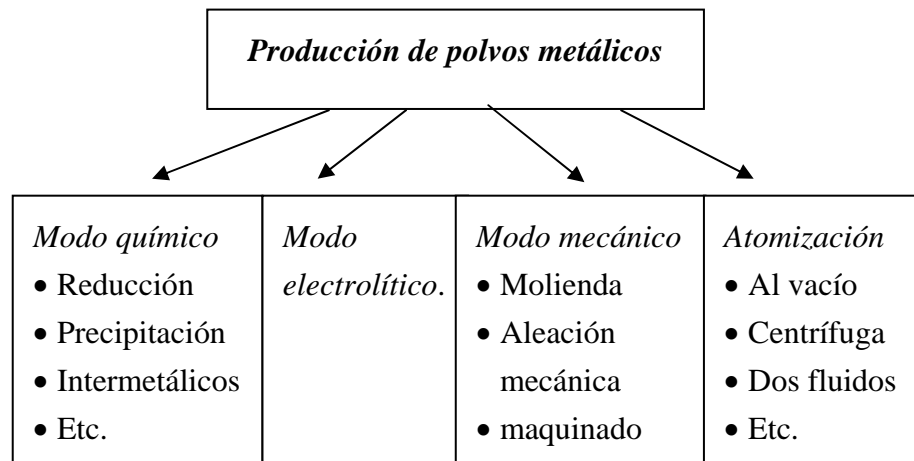 Producción de polvos metálicos
Modo químico
• Reducción
• Precipitación
• Intermetálicos
• Etc.
Modo
electrolítico.
Modo mecánico
• Molienda
• Aleación
mecánica
• maquinado
Atomización
• Al vacío
• Centrífuga
• Dos fluidos
• Etc.